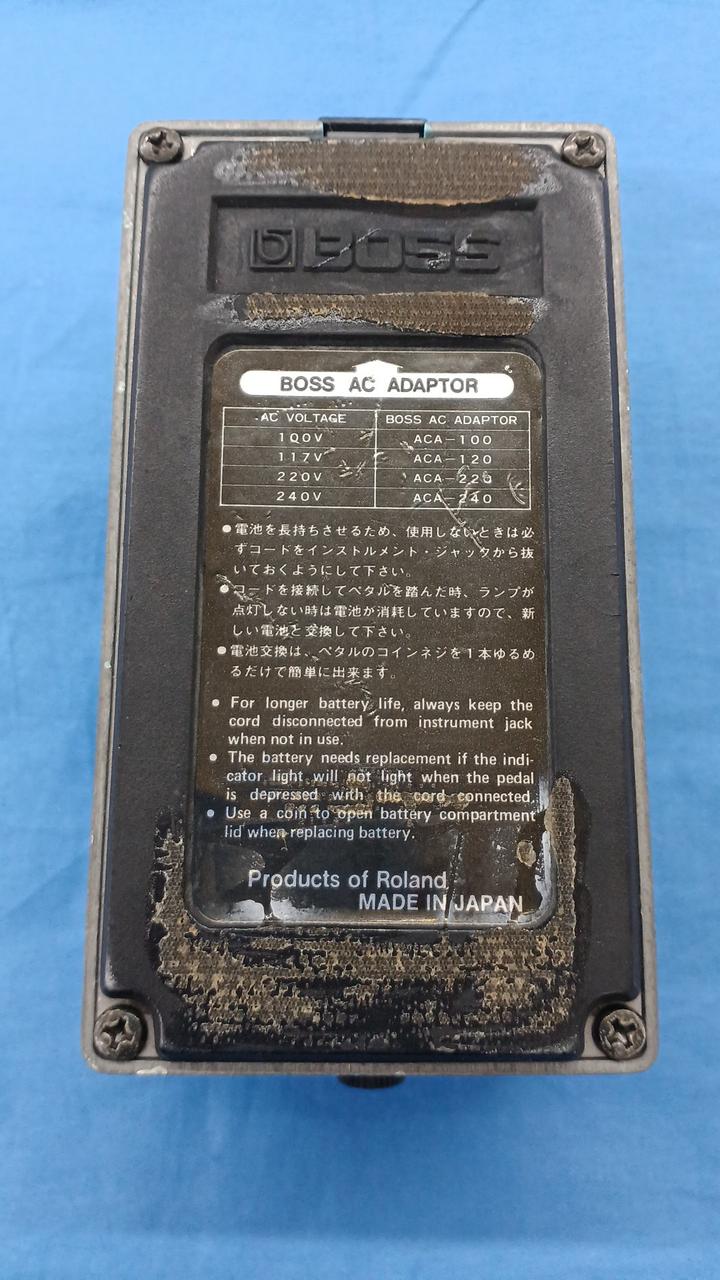 BOSS
BOSS AC ADAPTOR
AC VOLTAGE BOSS AC ADAPTOR
100V ACA-100
117V ACA-120
220V ACA-220
240V ACA-240
●電池を長持ちさせるため、使用しないときは必
ずコードをインストルメント・ジャックから抜
いておくようにして下さい。
●コードを接続してペタルを踏んだ時、ランプが
点灯しない時は電池が消耗していますので、新
しい電池と交換して下さい。
●電池交換は、ペタルのコインネジを1本ゆるめ
るだけで簡単に出来ます。
● For longer battery life, always keep the
cord disconnected from instrument jack
when not in use.
● The battery needs replacement if the indi-
cator light will not light when the pedal
is depressed with the cord connected.
● Use a coin to open battery compartment
lid when replacing battery.
Products of Roland
MADE IN JAPAN